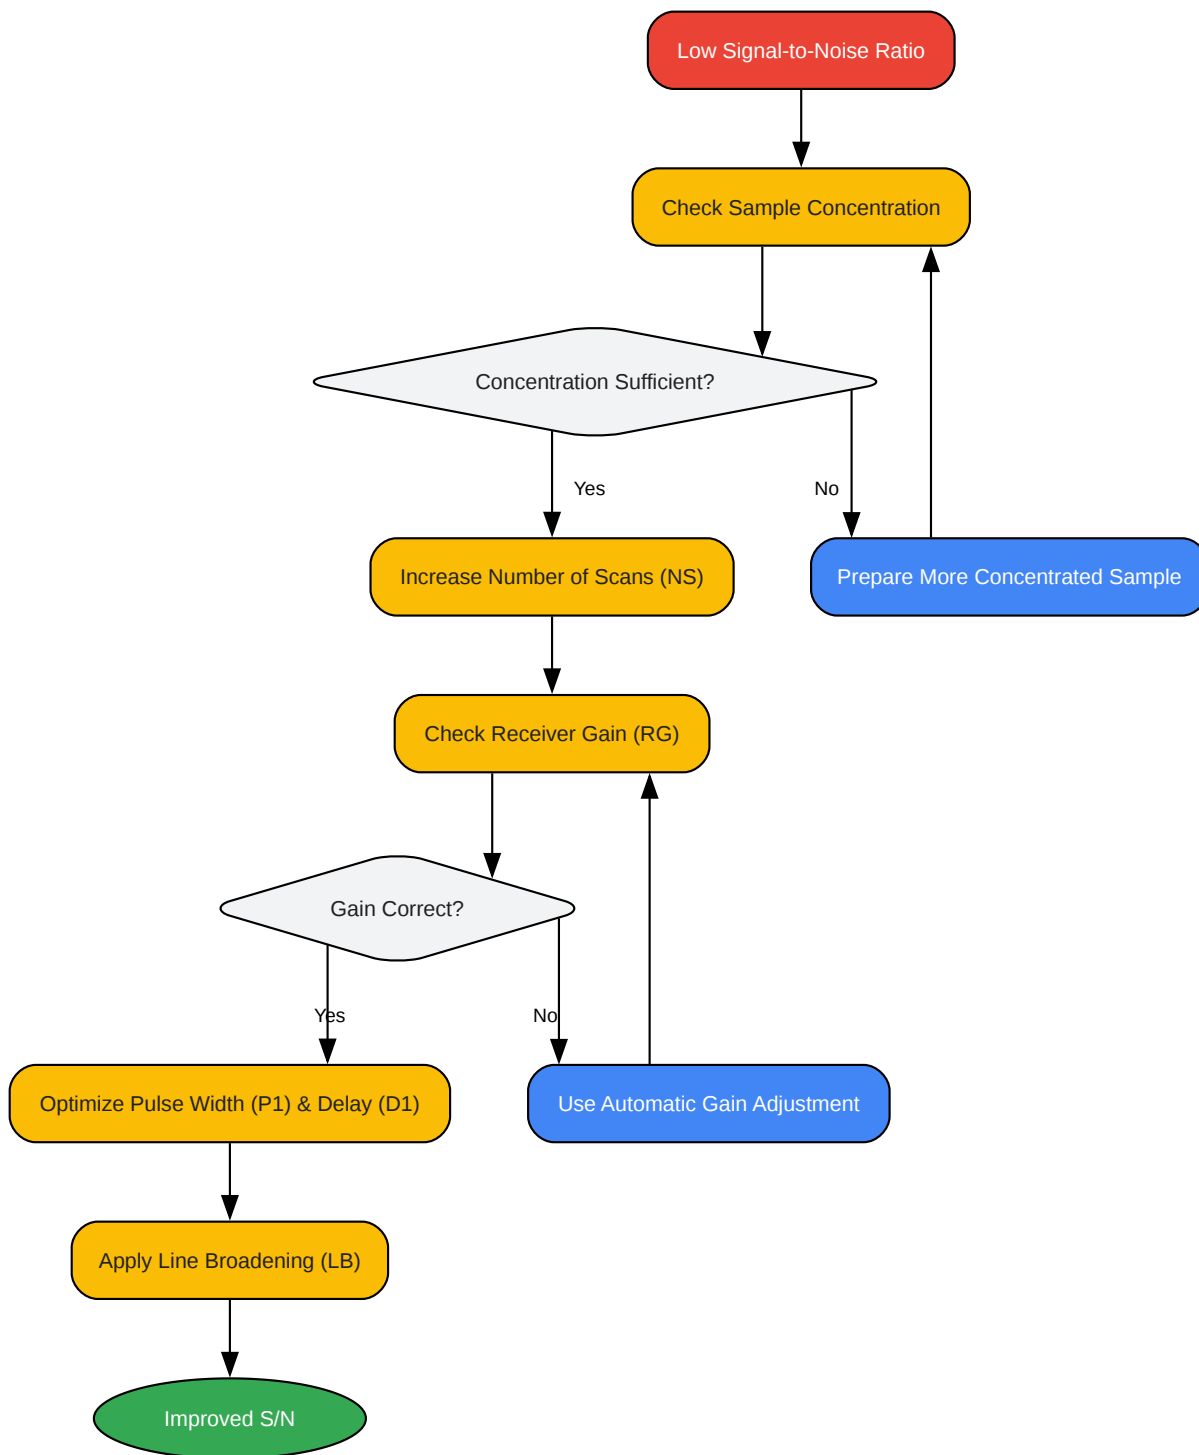 Low Signal-to-Noise Ratio
Check Sample Concentration
Concentration Sufficient?
Yes
No
Increase Number of Scans (NS)
Prepare More Concentrated Sample
Check Receiver Gain (RG)
Gain Correct?
Yes
No
Optimize Pulse Width (P1) & Delay (D1)
Use Automatic Gain Adjustment
Apply Line Broadening (LB)
Improved S/N